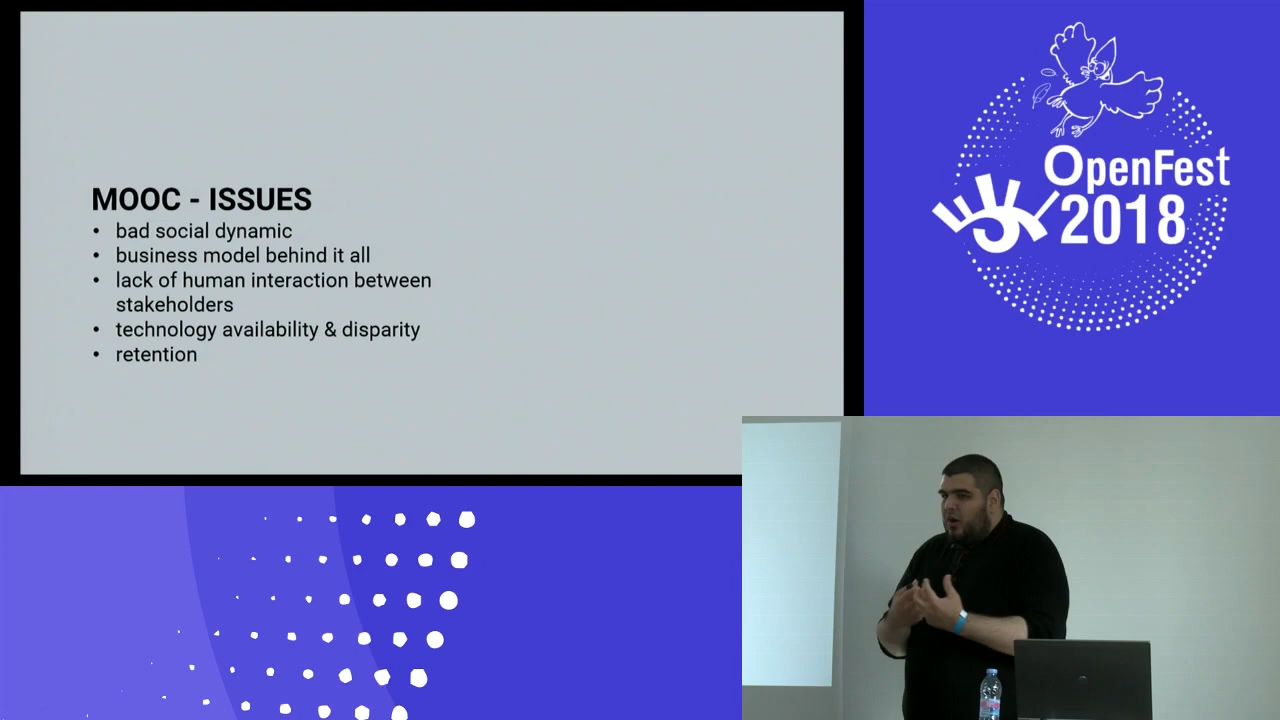 MOOC - ISSUES
• bad social dynamic
• business model behind it all
• lack of human interaction between
stakeholders
• technology availability & disparity
• retention
OpenFest
2018